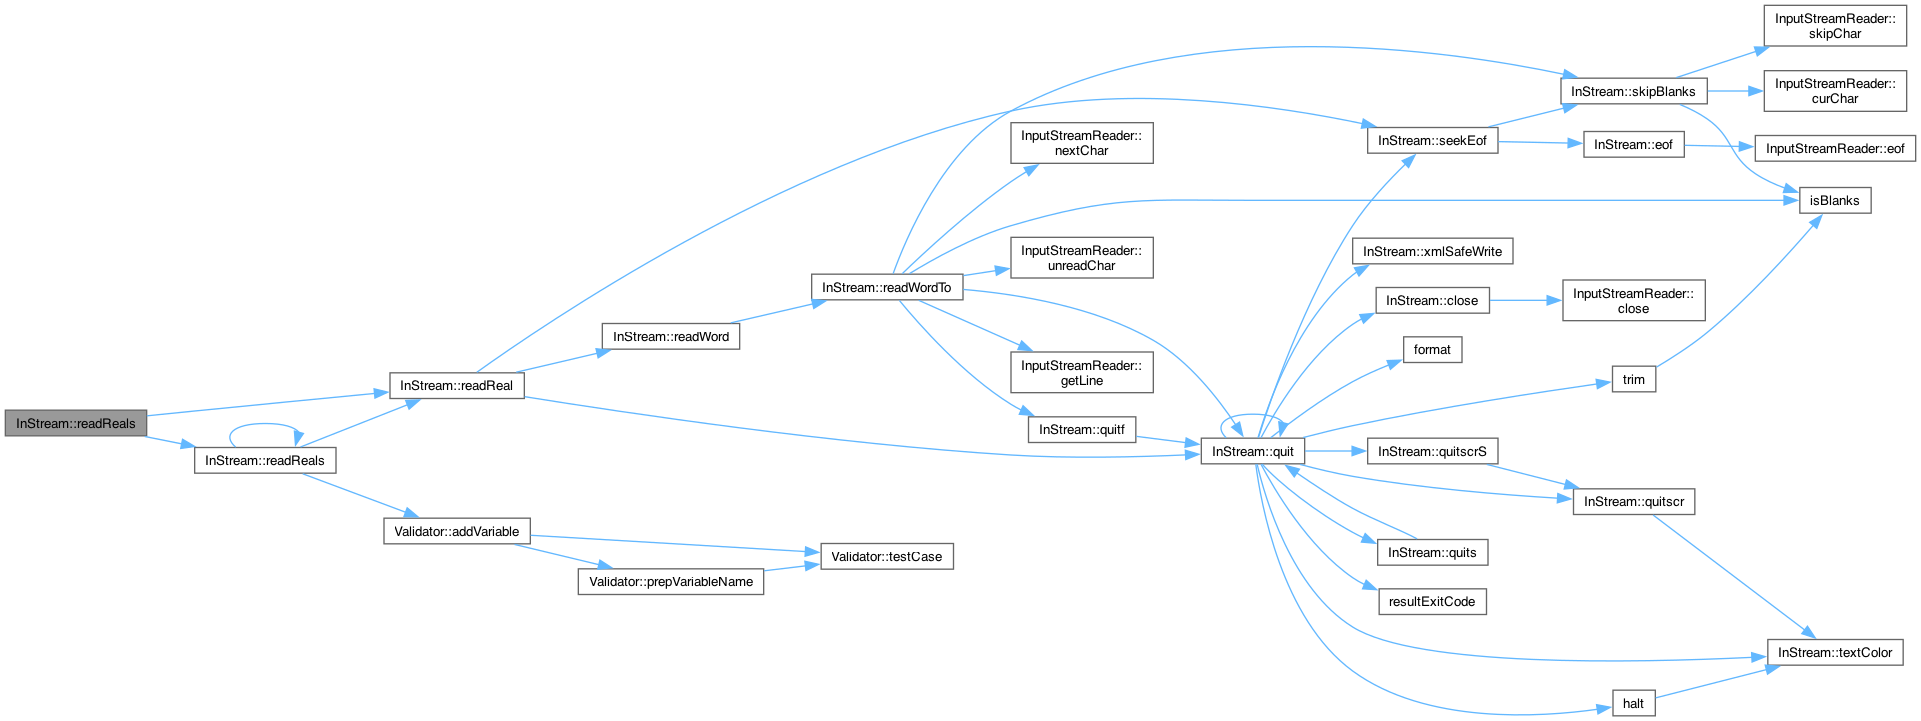 InStream::readReals
InStream::readReals
InStream::readReal
Validator::addVariable
InStream::readWord
Validator::prepVariableName
InStream::readWordTo
Validator::testCase
InputStreamReader::
nextChar
InputStreamReader::
unreadChar
InputStreamReader::
getLine
InStream::quitf
InStream::quit
InStream::seekEof
InStream::xmlSafeWrite
InStream::close
format
InStream::quitscrS
InStream::quits
resultExitCode
InStream::skipBlanks
InStream::eof
InputStreamReader::
close
trim
InStream::quitscr
halt
InputStreamReader::
skipChar
InputStreamReader::
curChar
InputStreamReader::eof
isBlanks
InStream::textColor